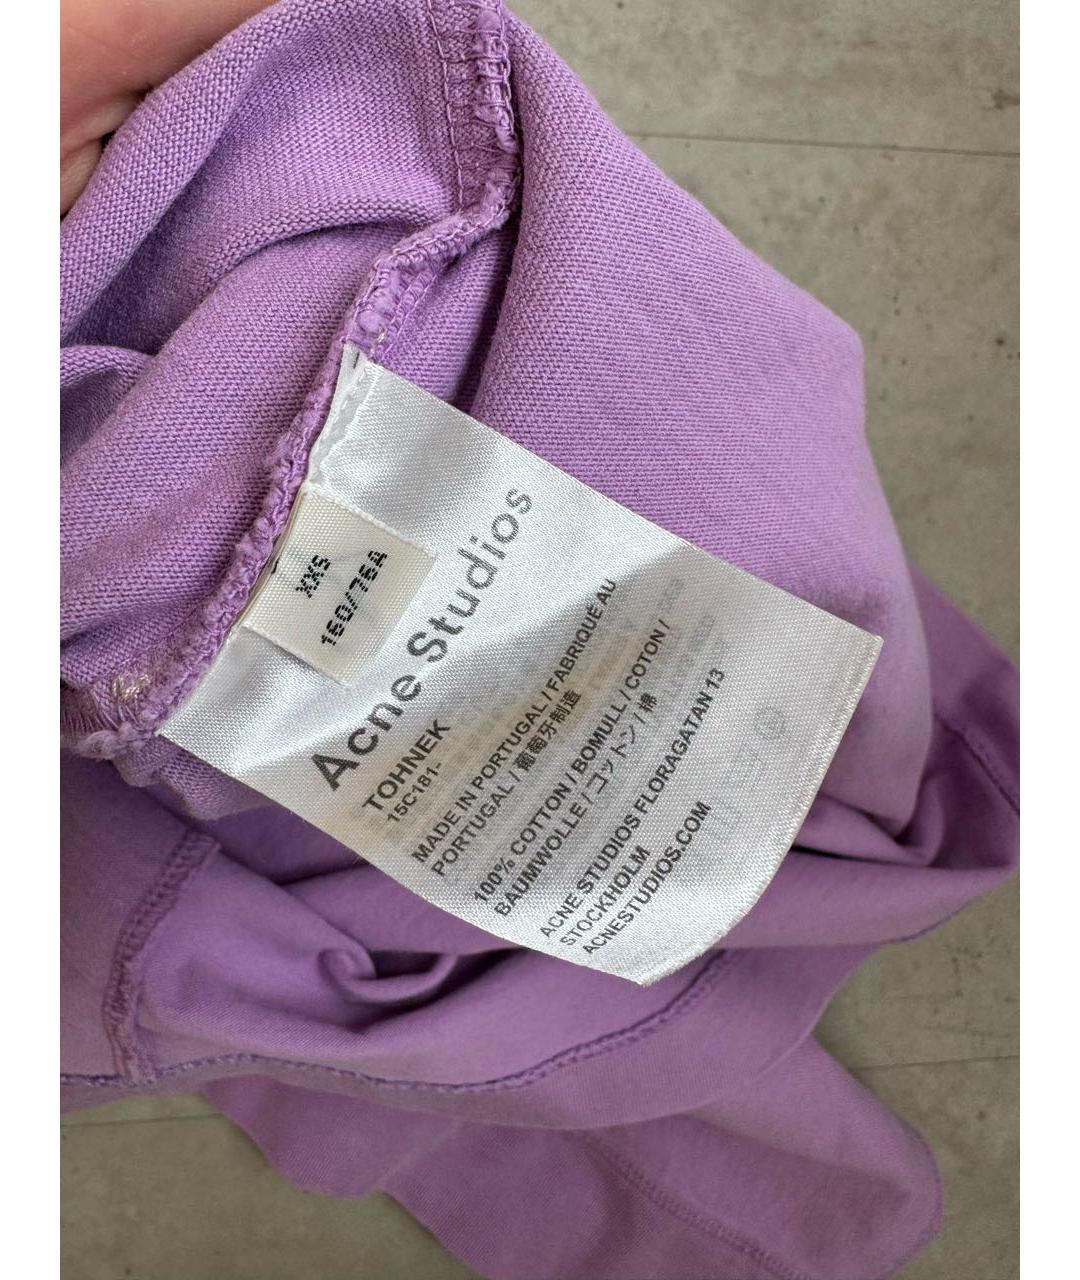 XXS
160/76A
Acne Studios
TOHNEK
15C181-
MADE IN PORTUGAL / FABRIQUÉ AU
PORTUGAL / 葡萄牙制造
100% COTTON / BOMULL / COTON /
BAUMWOLLE / コットン / 棉
ACNE STUDIOS FLORAGATAN 13
STOCKHOLM
ACNESTUDIOS.COM